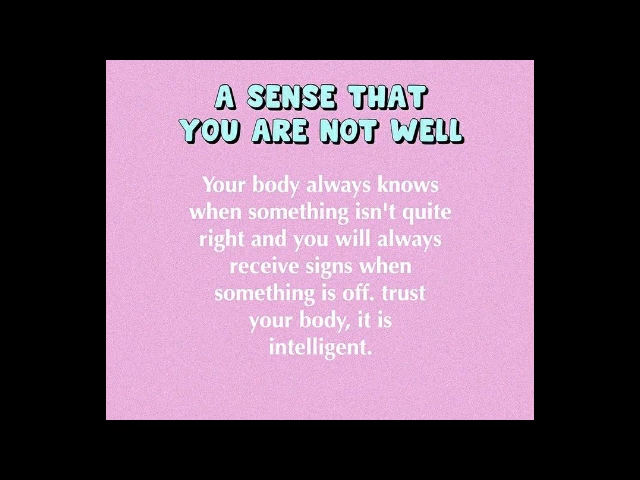 A SENSE THAT
YOU ARE NOT WELL
Your body always knows
when something isn't quite
right and you will always
receive signs when
something is off. trust
your body, it is
intelligent.